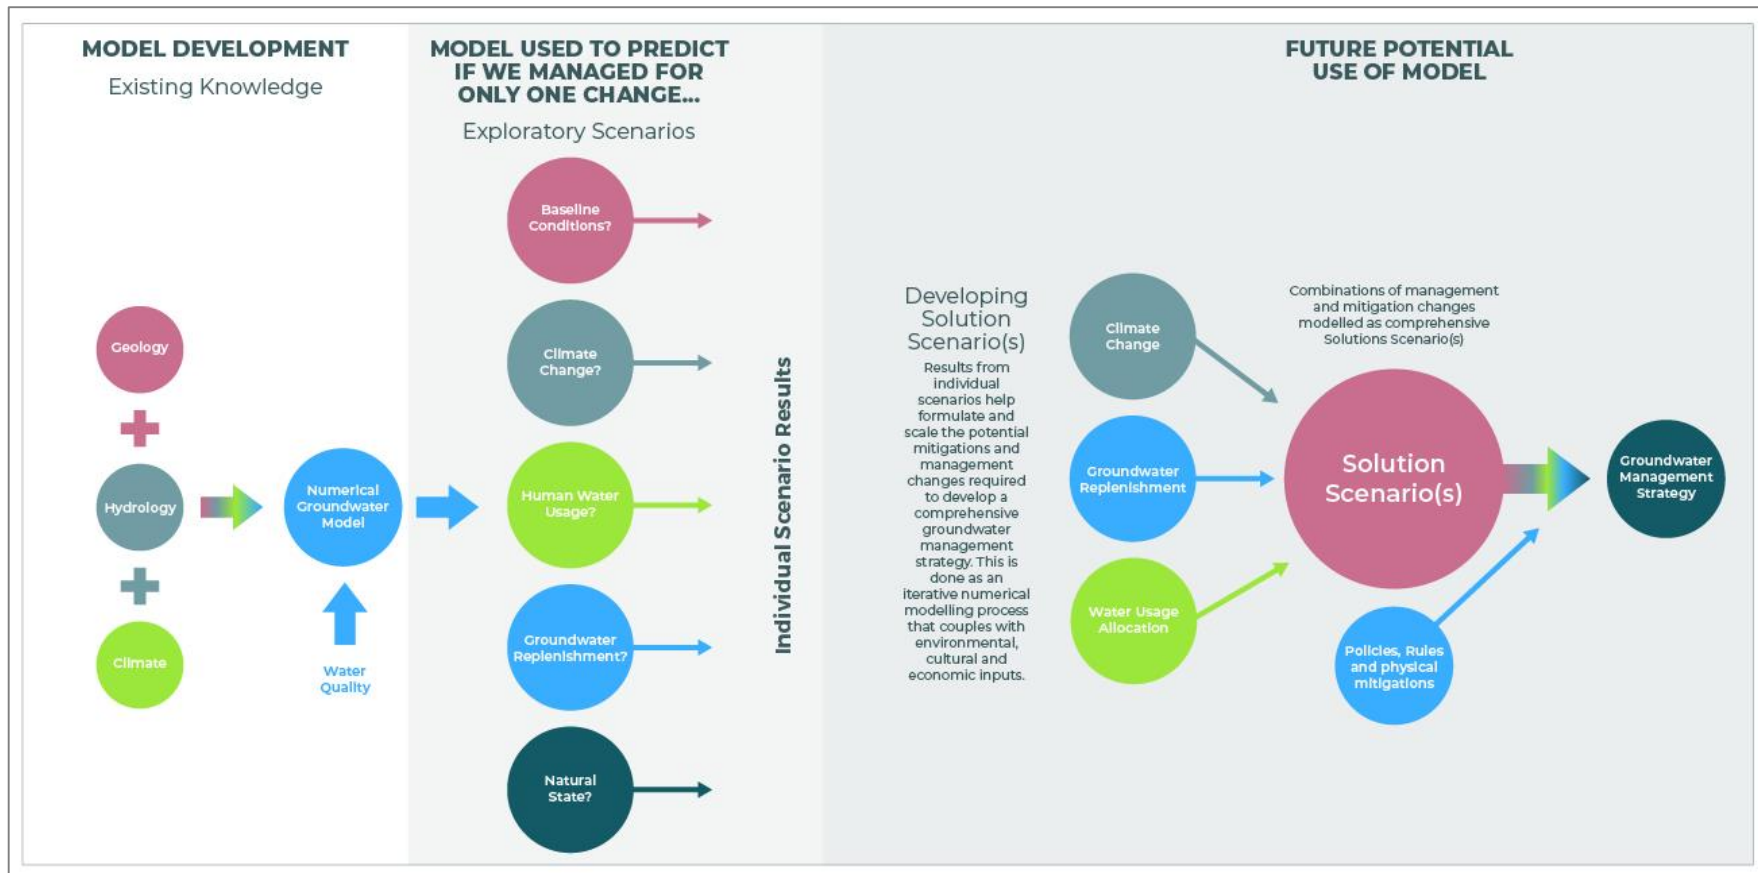 MODEL DEVELOPMENT
Existing Knowledge
Geology
Hydrology
Climate
Numerical
Groundwater
Model
Water
Quality
MODEL USED TO PREDICT
IF WE MANAGED FOR
ONLY ONE CHANGE...
Exploratory Scenarios
Baseline
Conditions?
Climate
Change?
Human Water
Usage?
Groundwater
Replenishment?
Natural
State?
Individual Scenario Results
FUTURE POTENTIAL
USE OF MODEL
Developing
Solution
Scenario(s)
Results from
individual
scenarios help
formulate and
scale the potential
mitigations and
management
changes required
to develop a
comprehensive
groundwater
management
strategy. This is
done as an
iterative numerical
modelling process
that couples with
environmental,
cultural and
economic inputs.
Climate
Change
Groundwater
Replenishment
Water Usage
Allocation
Combinations of management
and mitigation changes
modelled as comprehensive
Solutions Scenario(s)
Solution
Scenario(s)
Policies, Rules
and physical
mitigations
Groundwater
Management
Strategy